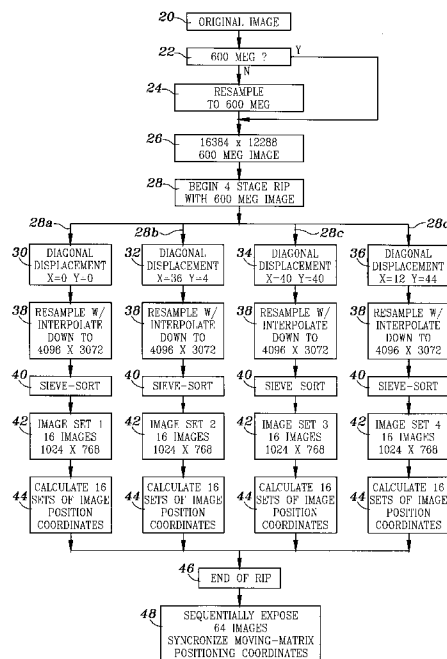 20
ORIGINAL IMAGE
22
600 MEG ?
Y
N
24
RESAMPLE
TO 600 MEG
26
16384 x 12288
600 MEG IMAGE
28
BEGIN 4 STAGE RIP
WITH 600 MEG IMAGE
28a
28b
28c
28d
30
DIAGONAL
DISPLACEMENT
X=0 Y=0
32
DIAGONAL
DISPLACEMENT
X=36 Y=4
34
DIAGONAL
DISPLACEMENT
X=40 Y=40
36
DIAGONAL
DISPLACEMENT
X=12 Y=44
38
RESAMPLE W/
INTERPOLATE
DOWN TO
4096 X 3072
38
RESAMPLE W/
INTERPOLATE
DOWN TO
4096 X 3072
38
RESAMPLE W/
INTERPOLATE
DOWN TO
4096 X 3072
38
RESAMPLE W/
INTERPOLATE
DOWN TO
4096 X 3072
40
SIEVE-SORT
40
SIEVE-SORT
40
SIEVE SORT
40
SIEVE-SORT
42
IMAGE SET 1
16 IMAGES
1024 X 768
42
IMAGE SET 2
16 IMAGES
1024 X 768
42
IMAGE SET 3
16 IMAGES
1024 X 768
42
IMAGE SET 4
16 IMAGES
1024 X 768
44
CALCULATE 16
SETS OF IMAGE
POSITION
COORDINATES
44
CALCULATE 16
SETS OF IMAGE
POSITION
COORDINATES
44
CALCULATE 16
SETS OF IMAGE
POSITION
COORDINATES
44
CALCULATE 16
SETS OF IMAGE
POSITION
COORDINATES
46
END OF RIP
48
SEQUENTIALLY EXPOSE
64 IMAGES
SYNCRONIZE MOVING-MATRIX
POSITIONING COORDINATES